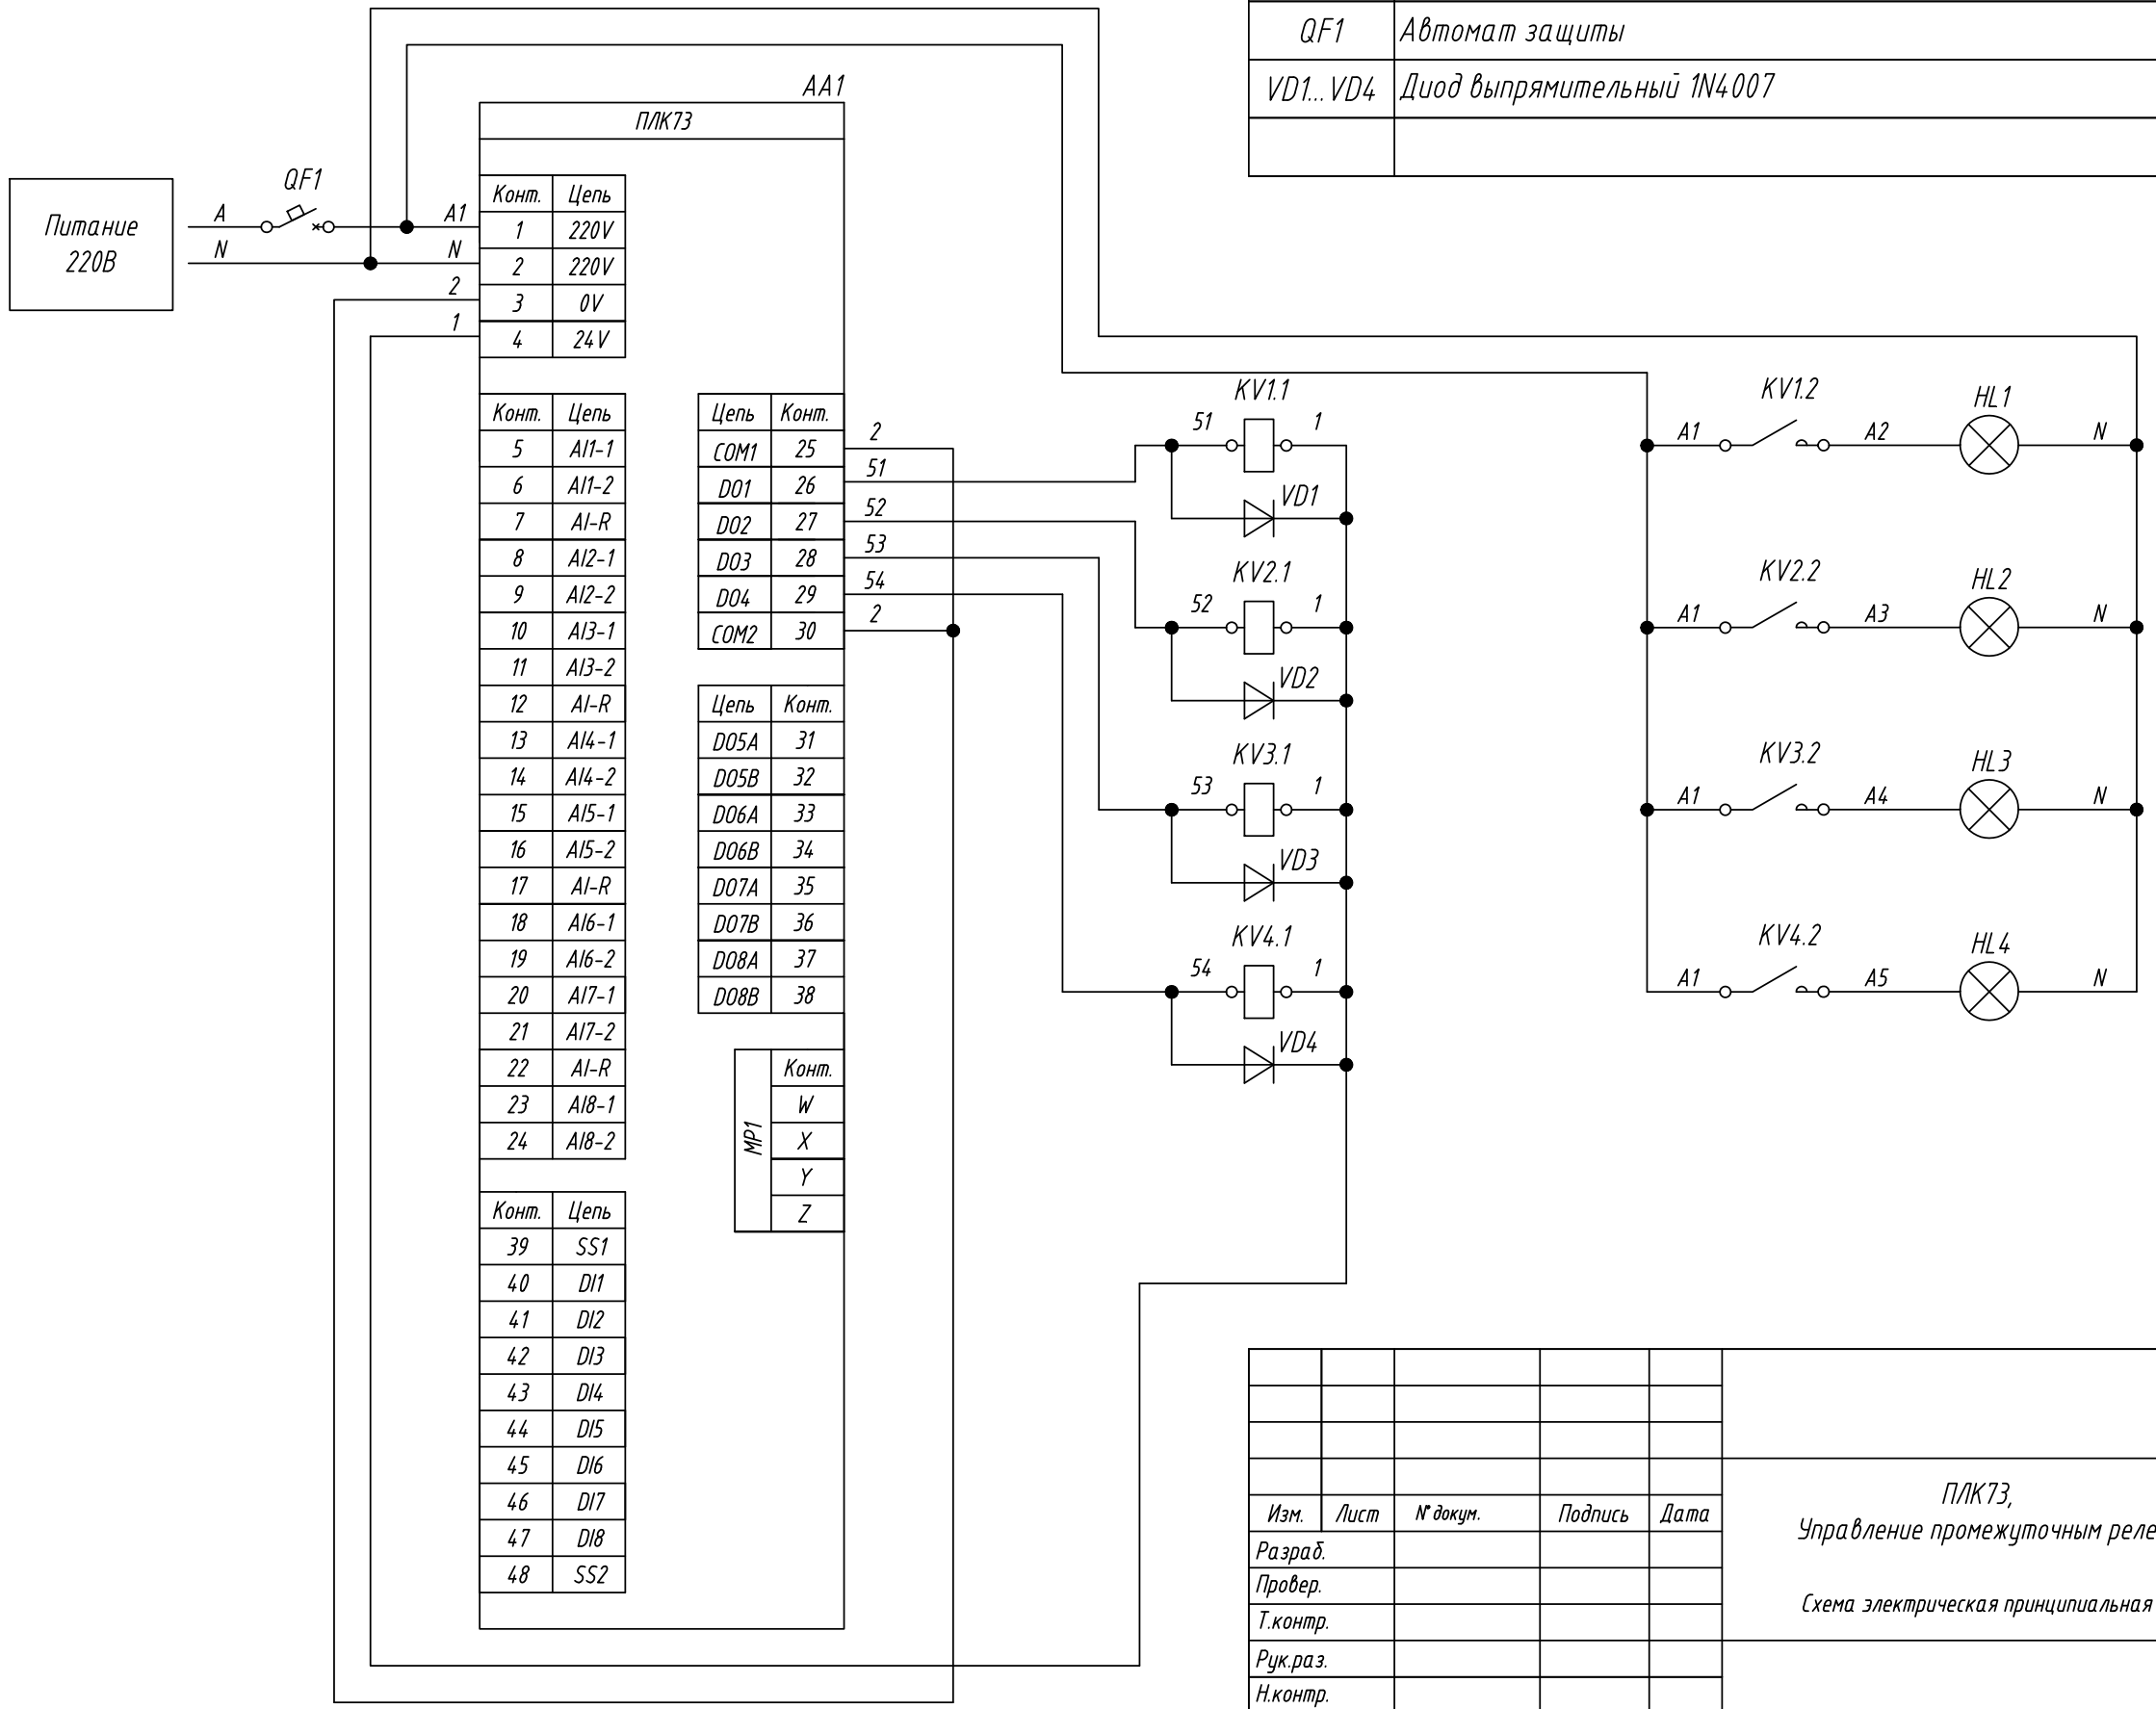 QF1 Автомат защиты
VD1...VD4 Диод выпрямительный 1N4007
AA1
ПЛК73
Питание
220В
QF1
A A1
N N
2
1
Конт. Цепь
1 220V
2 220V
3 0V
4 24V
Конт. Цепь
5 AI1-1
6 AI1-2
7 AI-R
8 AI2-1
9 AI2-2
10 AI3-1
11 AI3-2
12 AI-R
13 AI4-1
14 AI4-2
15 AI5-1
16 AI5-2
17 AI-R
18 AI6-1
19 AI6-2
20 AI7-1
21 AI7-2
22 AI-R
23 AI8-1
24 AI8-2
Конт. Цепь
39 SS1
40 DI1
41 DI2
42 DI3
43 DI4
44 DI5
45 DI6
46 DI7
47 DI8
48 SS2
Цепь Конт.
COM1 25 2
DO1 26 51
DO2 27 52
DO3 28 53
DO4 29 54
COM2 30 2
Цепь Конт.
DO5A 31
DO5B 32
DO6A 33
DO6B 34
DO7A 35
DO7B 36
DO8A 37
DO8B 38
MP1
Конт.
W
X
Y
Z
KV1.1
51 1
VD1
KV2.1
52 1
VD2
KV3.1
53 1
VD3
KV4.1
54 1
VD4
KV1.2 HL1
A1 A2 N
KV2.2 HL2
A1 A3 N
KV3.2 HL3
A1 A4 N
KV4.2 HL4
A1 A5 N
Изм. Лист N° докум. Подпись Дата
Разраб.
Провер.
Т.контр.
Рук.раз.
Н.контр.
ПЛК73,
Управление промежуточным реле
Схема электрическая принципиальная